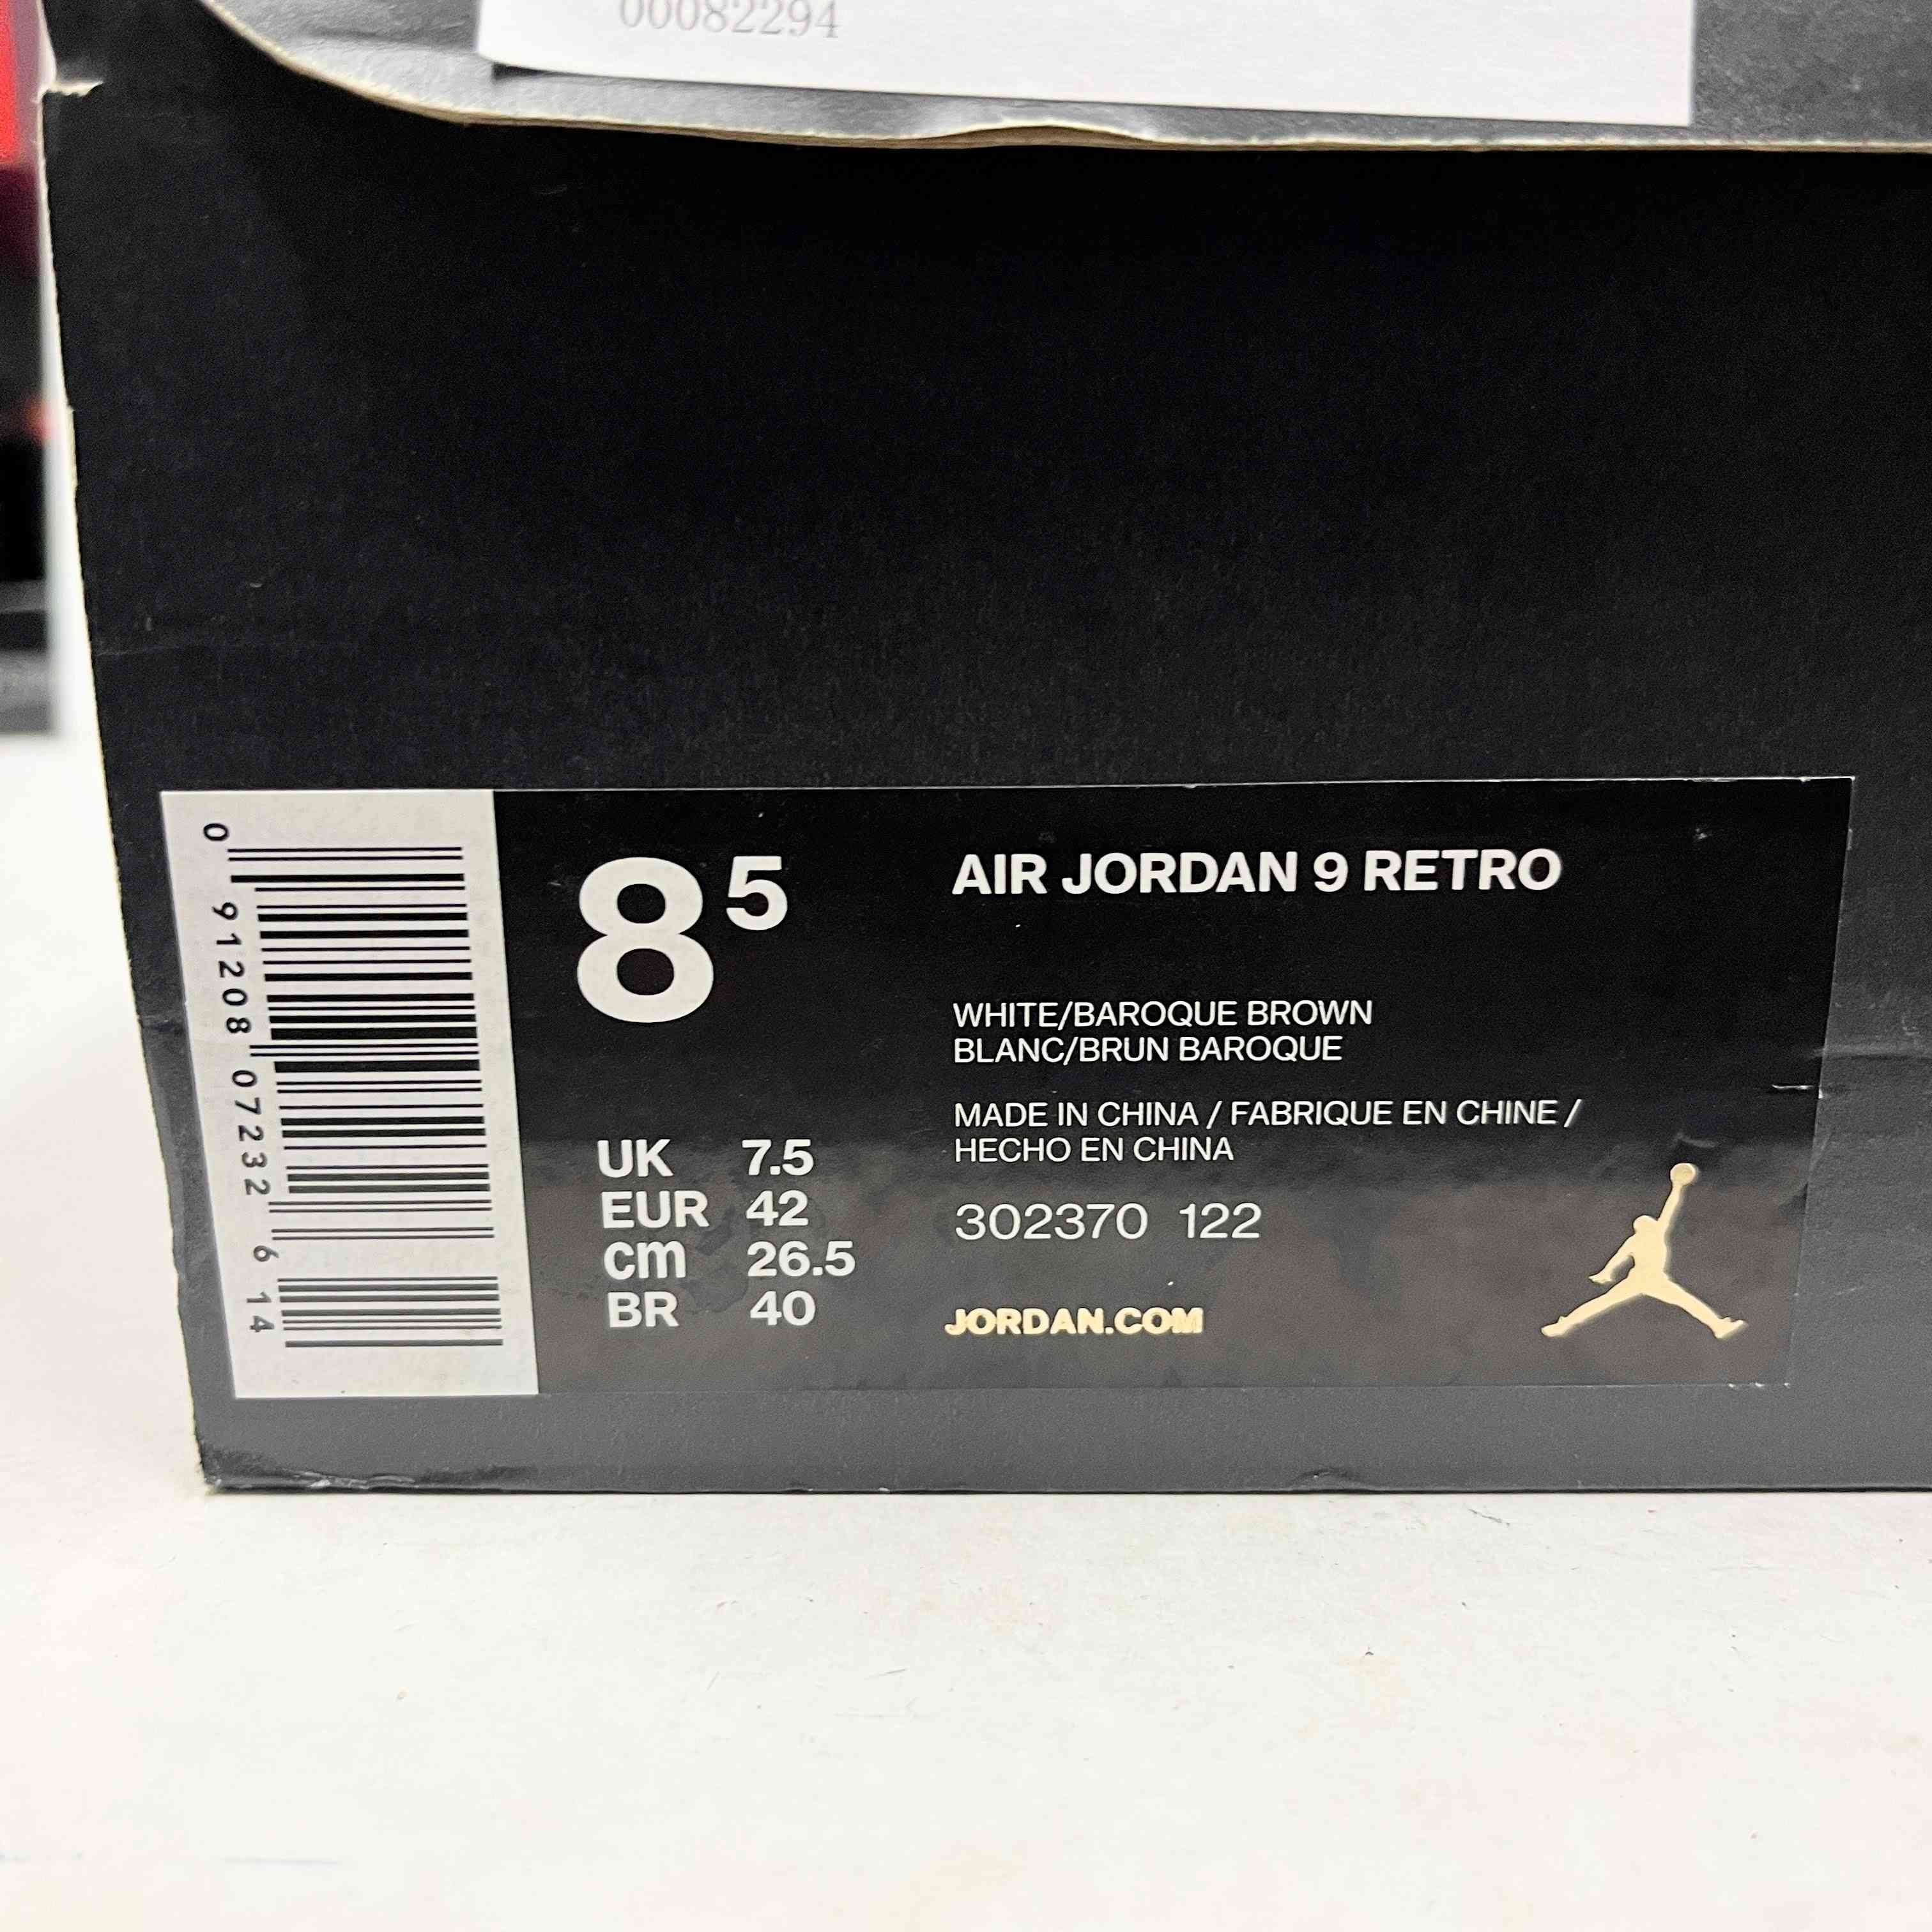 00082294
0 91208 07232 6 14
8 5
UK 7.5
EUR 42
cm 26.5
BR 40
AIR JORDAN 9 RETRO
WHITE/BAROQUE BROWN
BLANC/BRUN BAROQUE
MADE IN CHINA / FABRIQUE EN CHINE /
HECHO EN CHINA
302370 122
JORDAN.COM